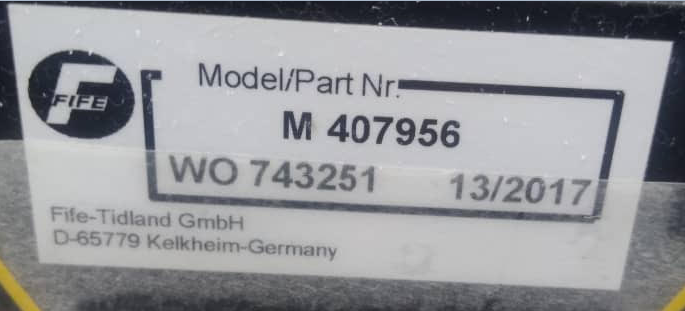 FIFE
Model/Part Nr.
M 407956
WO 743251 13/2017
Fife-Tidland GmbH
D-65779 Kelkheim-Germany